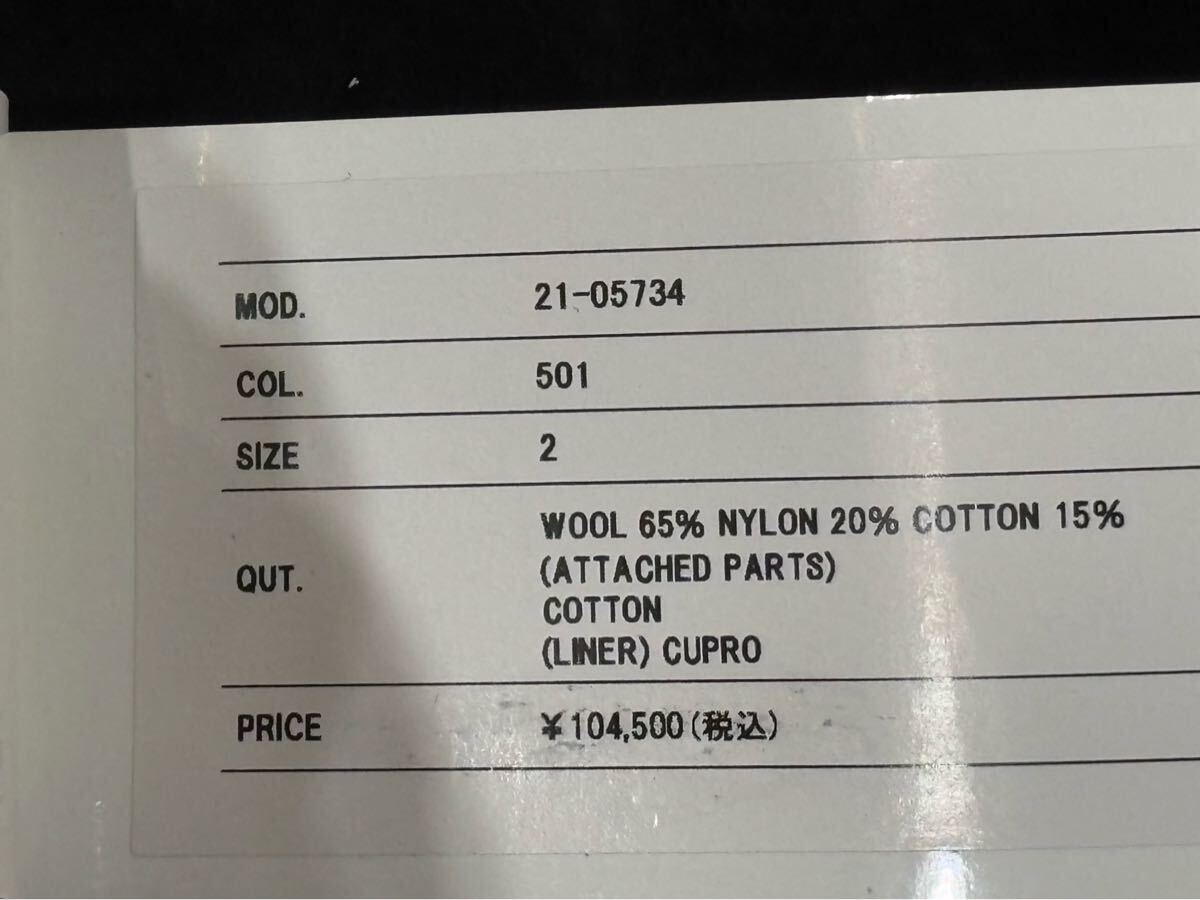 MOD. 21-05734
COL. 501
SIZE 2
QUT. WOOL 65% NYLON 20% COTTON 15%
(ATTACHED PARTS)
COTTON
(LINER) CUPRO
PRICE ¥104,500(税込)